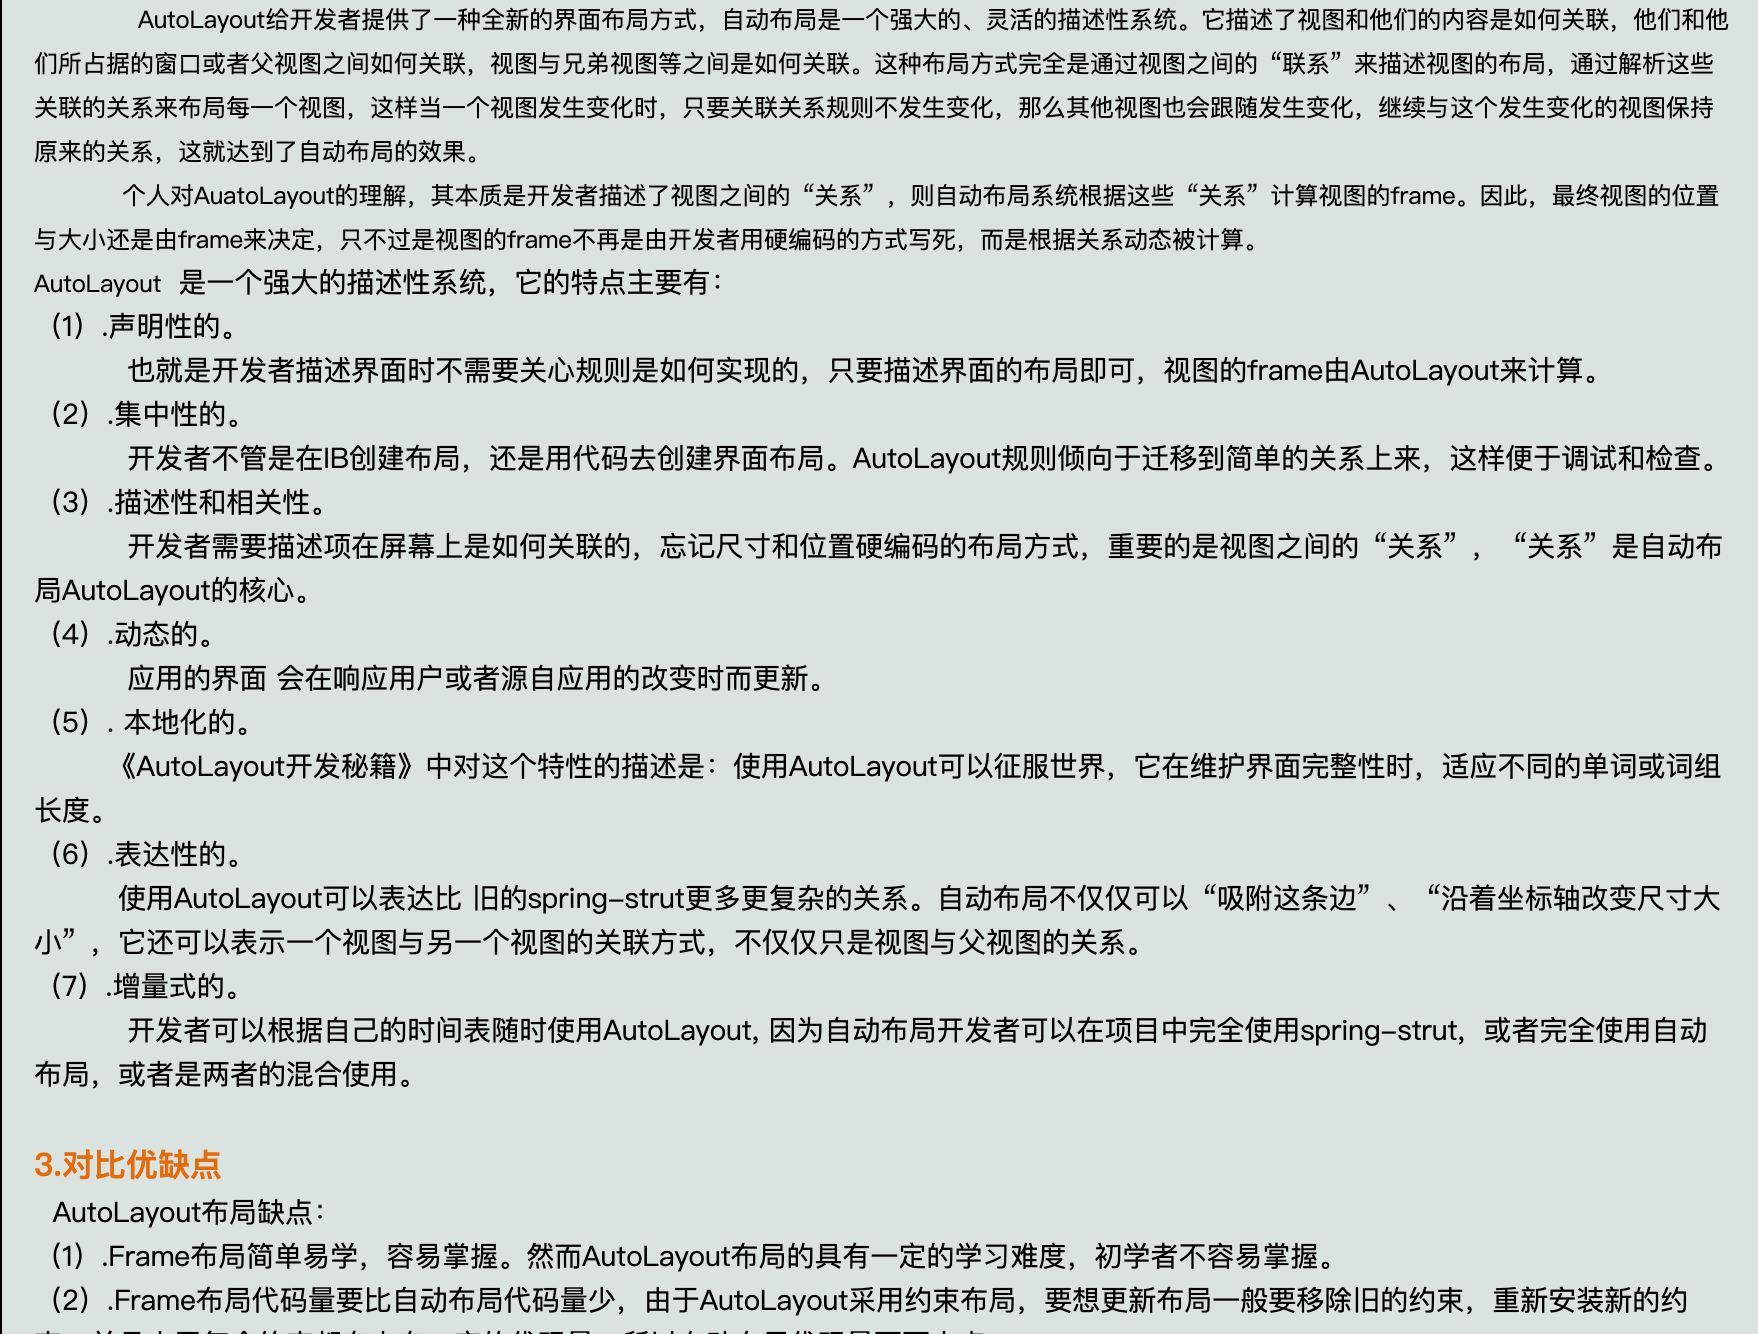 AutoLayout给开发者提供了一种全新的界面布局方式，自动布局是一个强大的、灵活的描述性系统。它描述了视图和他们的内容是如何关联，他们和他
们所占据的窗口或者父视图之间如何关联，视图与兄弟视图等之间是如何关联。这种布局方式完全是通过视图之间的“联系”来描述视图的布局，通过解析这些
关联的关系来布局每一个视图，这样当一个视图发生变化时，只要关联关系规则不发生变化，那么其他视图也会跟随发生变化，继续与这个发生变化的视图保持
原来的关系，这就达到了自动布局的效果。
个人对AuatoLayout的理解，其本质是开发者描述了视图之间的“关系”，则自动布局系统根据这些“关系”计算视图的frame。因此，最终视图的位置
与大小还是由frame来决定，只不过是视图的frame不再是由开发者用硬编码的方式写死，而是根据关系动态被计算。
AutoLayout 是一个强大的描述性系统，它的特点主要有：
（1）.声明性的。
也就是开发者描述界面时不需要关心规则是如何实现的，只要描述界面的布局即可，视图的frame由AutoLayout来计算。
（2）.集中性的。
开发者不管是在IB创建布局，还是用代码去创建界面布局。AutoLayout规则倾向于迁移到简单的关系上来，这样便于调试和检查。
（3）.描述性和相关性。
开发者需要描述项在屏幕上是如何关联的，忘记尺寸和位置硬编码的布局方式，重要的是视图之间的“关系”，“关系”是自动布
局AutoLayout的核心。
（4）.动态的。
应用的界面 会在响应用户或者源自应用的改变时而更新。
（5）. 本地化的。
《AutoLayout开发秘籍》中对这个特性的描述是：使用AutoLayout可以征服世界，它在维护界面完整性时，适应不同的单词或词组
长度。
（6）.表达性的。
使用AutoLayout可以表达比 旧的spring-strut更多更复杂的关系。自动布局不仅仅可以“吸附这条边”、“沿着坐标轴改变尺寸大
小”，它还可以表示一个视图与另一个视图的关联方式，不仅仅只是视图与父视图的关系。
（7）.增量式的。
开发者可以根据自己的时间表随时使用AutoLayout, 因为自动布局开发者可以在项目中完全使用spring-strut，或者完全使用自动
布局，或者是两者的混合使用。
3.对比优缺点
AutoLayout布局缺点：
（1）.Frame布局简单易学，容易掌握。然而AutoLayout布局的具有一定的学习难度，初学者不容易掌握。
（2）.Frame布局代码量要比自动布局代码量少，由于AutoLayout采用约束布局，要想更新布局一般要移除旧的约束，重新安装新的约